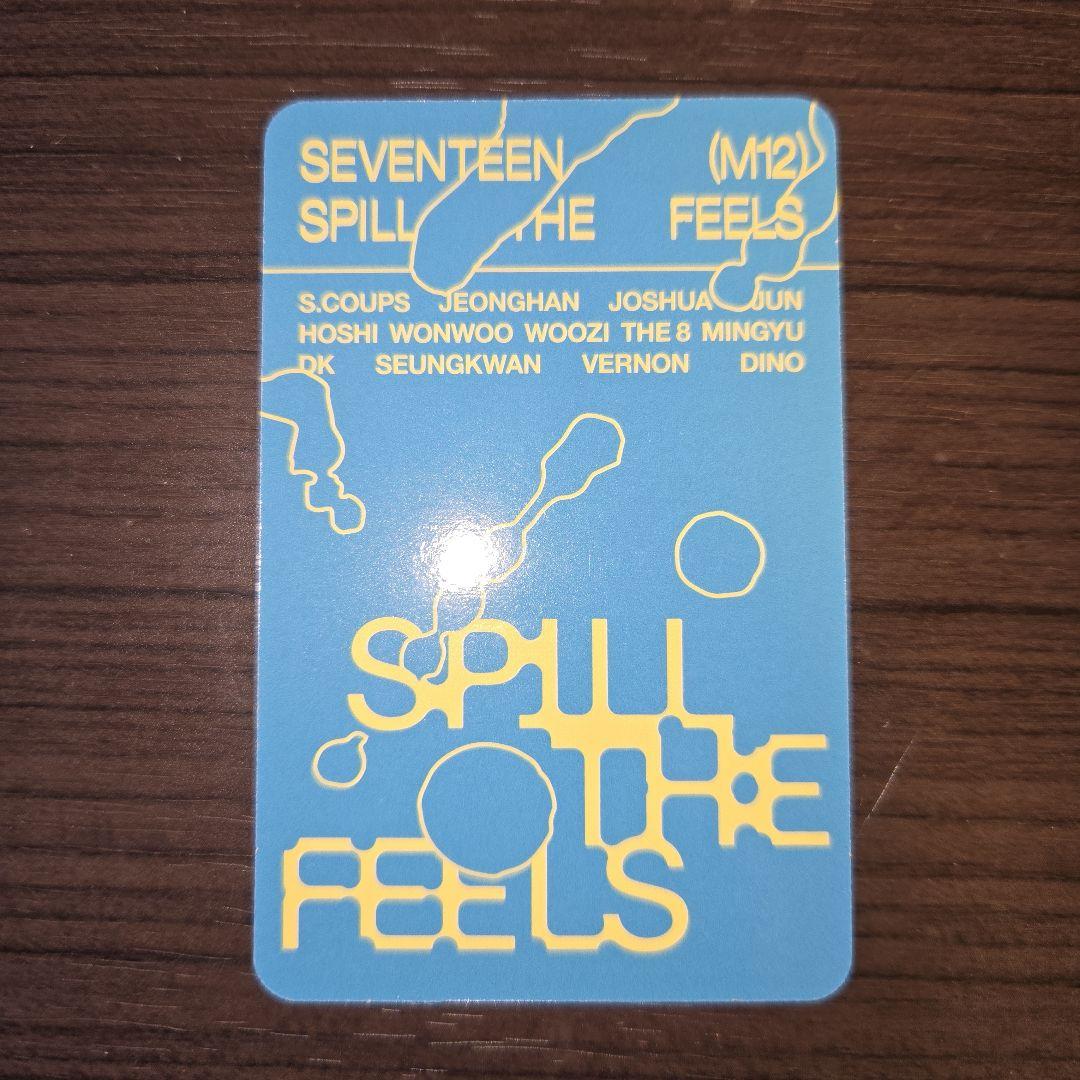 SEVENTEEN (M12)
SPILL THE FEELS
S.COUPS JEONGHAN JOSHUA JUN
HOSHI WONWOO WOOZI THE 8 MINGYU
DK SEUNGKWAN VERNON DINO
SPILL
THE
FEELS